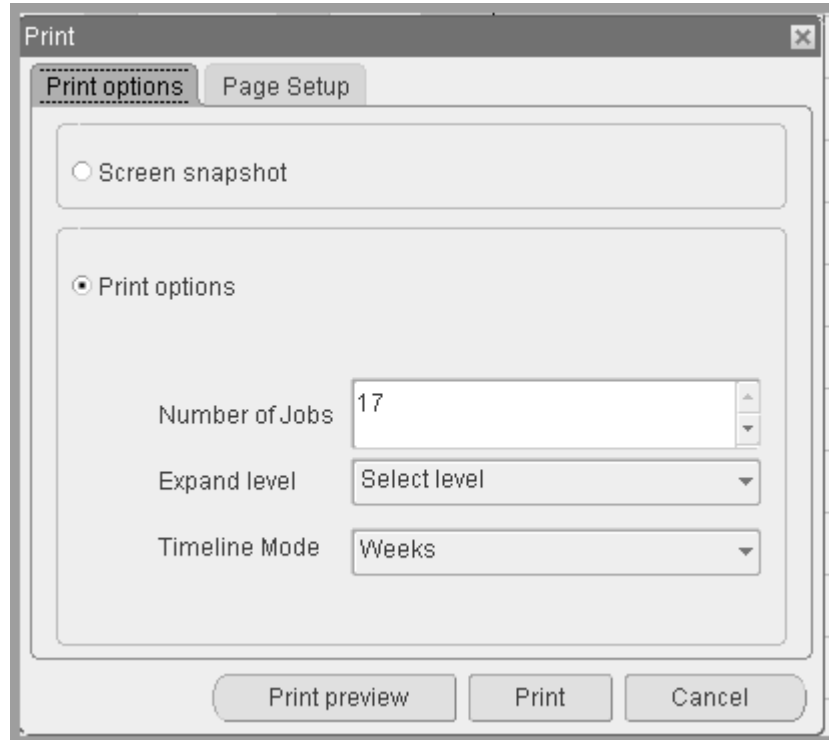 Print
Print options Page Setup
Screen snapshot
Print options
Number of Jobs 17
Expand level Select level
Timeline Mode Weeks
Print preview Print Cancel